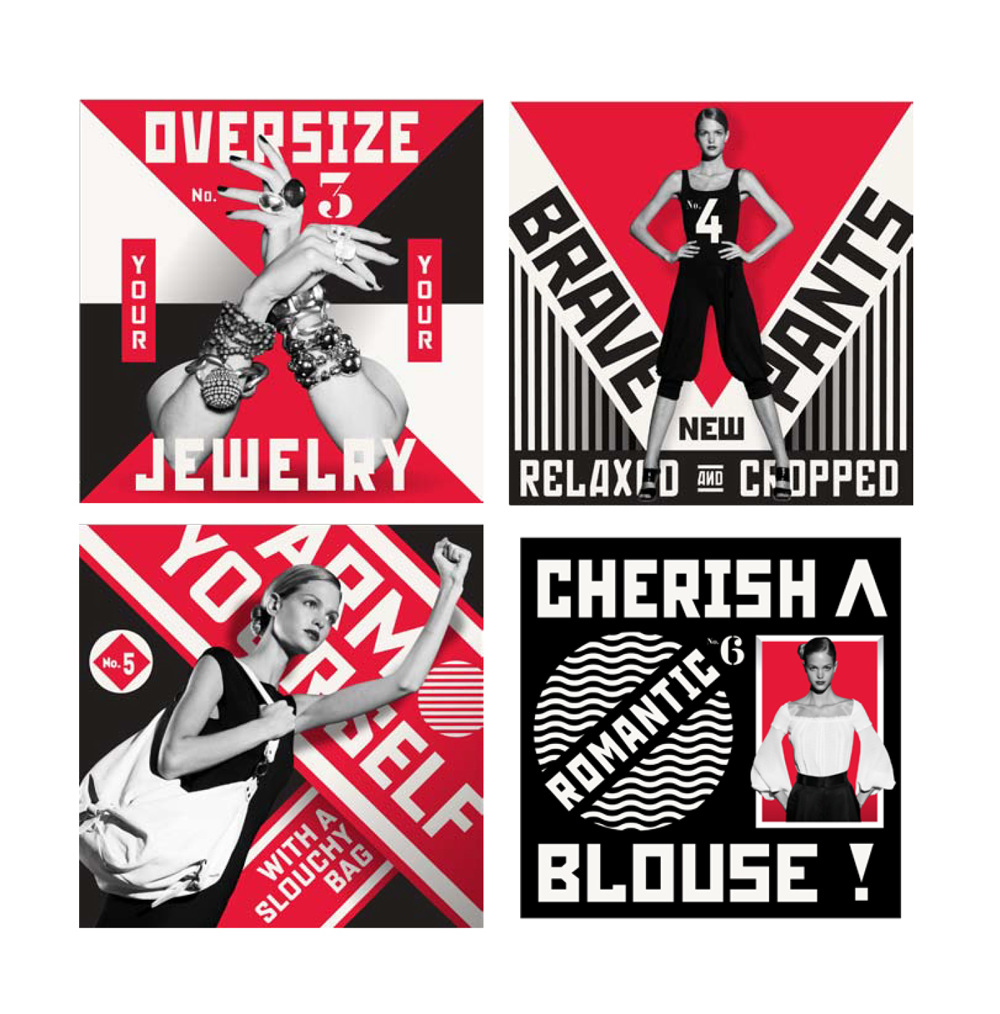 OVERSIZE
No. 3
YOUR
YOUR
JEWELRY
No. 4
BRAVE
PANTS
NEW
RELAXED AND CROPPED
ARM
YOURSELF
No. 5
WITH A
SLOUCHY
BAG
CHERISH A
No. 6
ROMANTIC
BLOUSE !